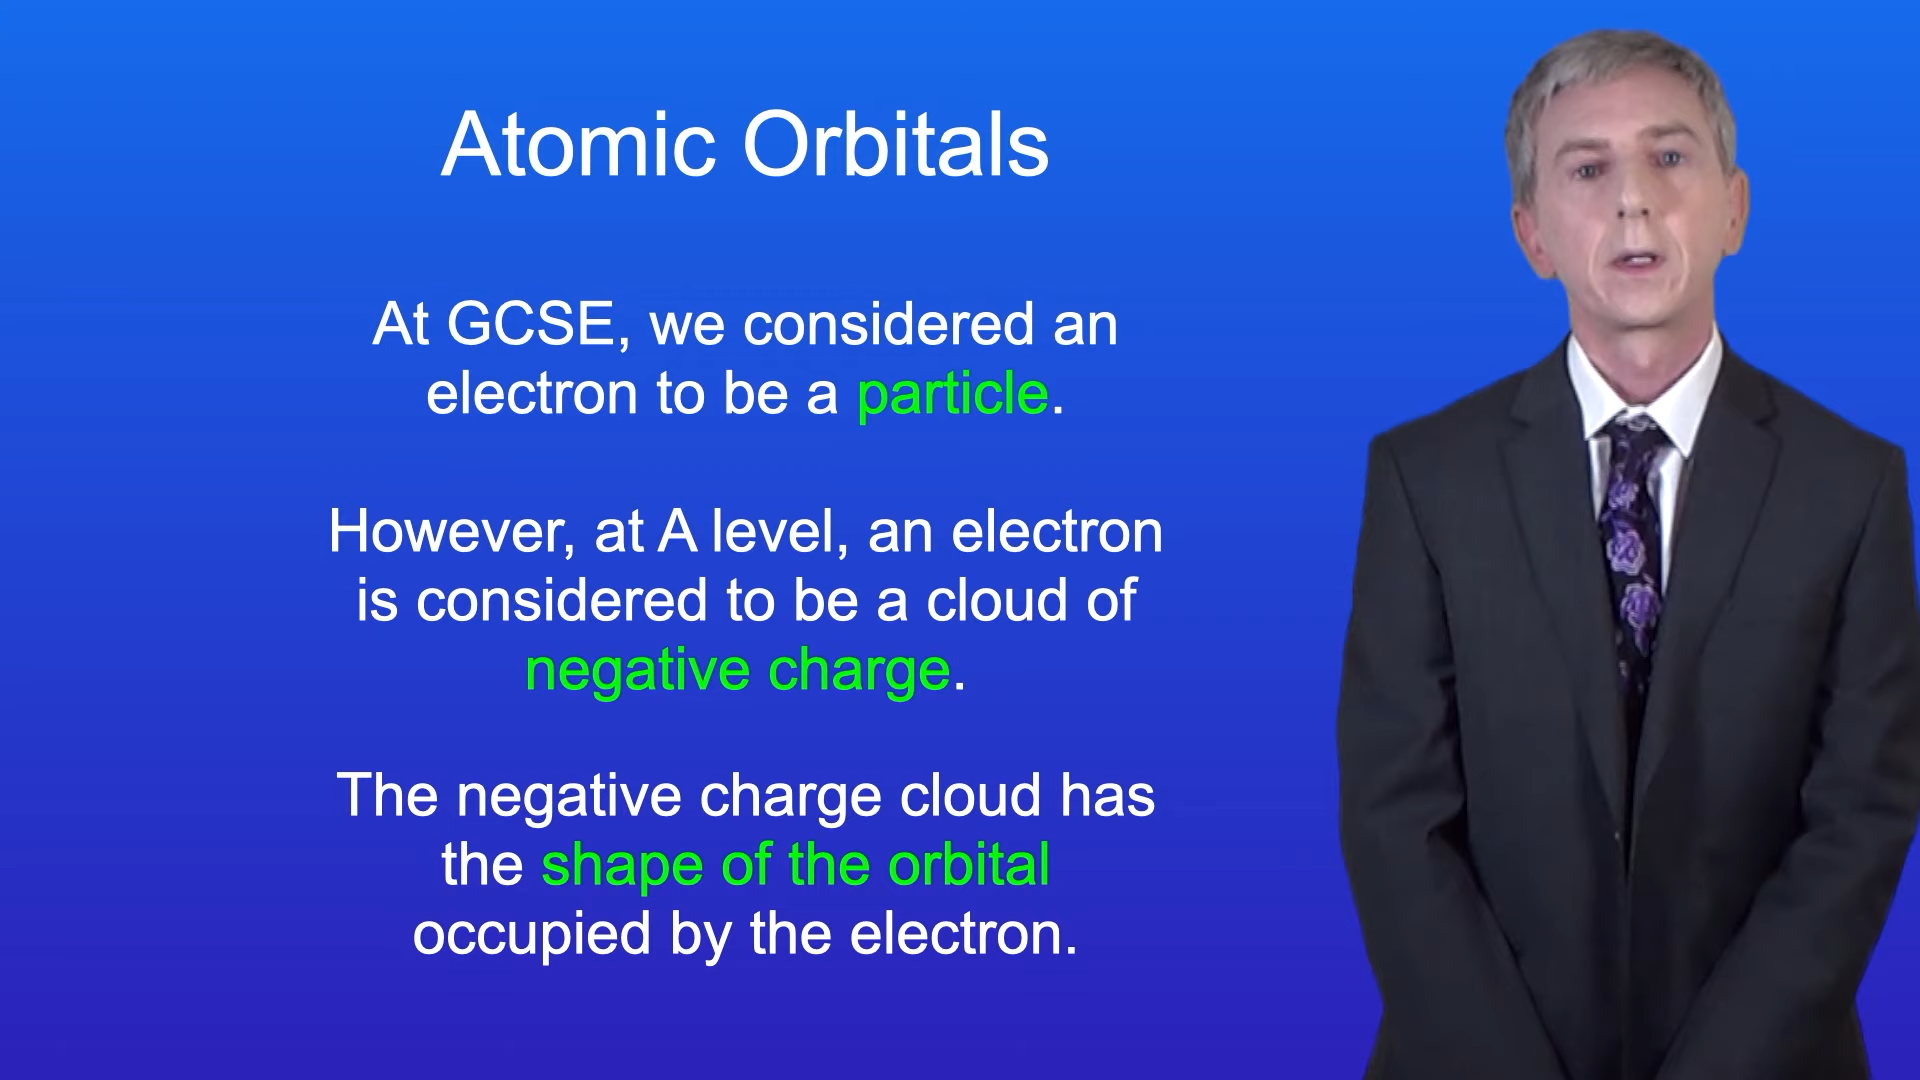 Atomic Orbitals
At GCSE, we considered an
electron to be a particle.
However, at A level, an electron
is considered to be a cloud of
negative charge.
The negative charge cloud has
the shape of the orbital
occupied by the electron.